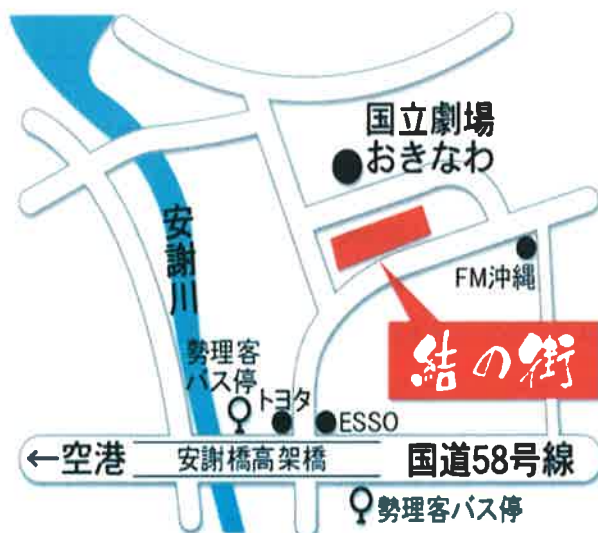 国立劇場
おきなわ
安謝川
FM沖縄
結の街
勢理客
バス停
トヨタ
ESSO
←空港
安謝橋高架橋
国道58号線
勢理客バス停